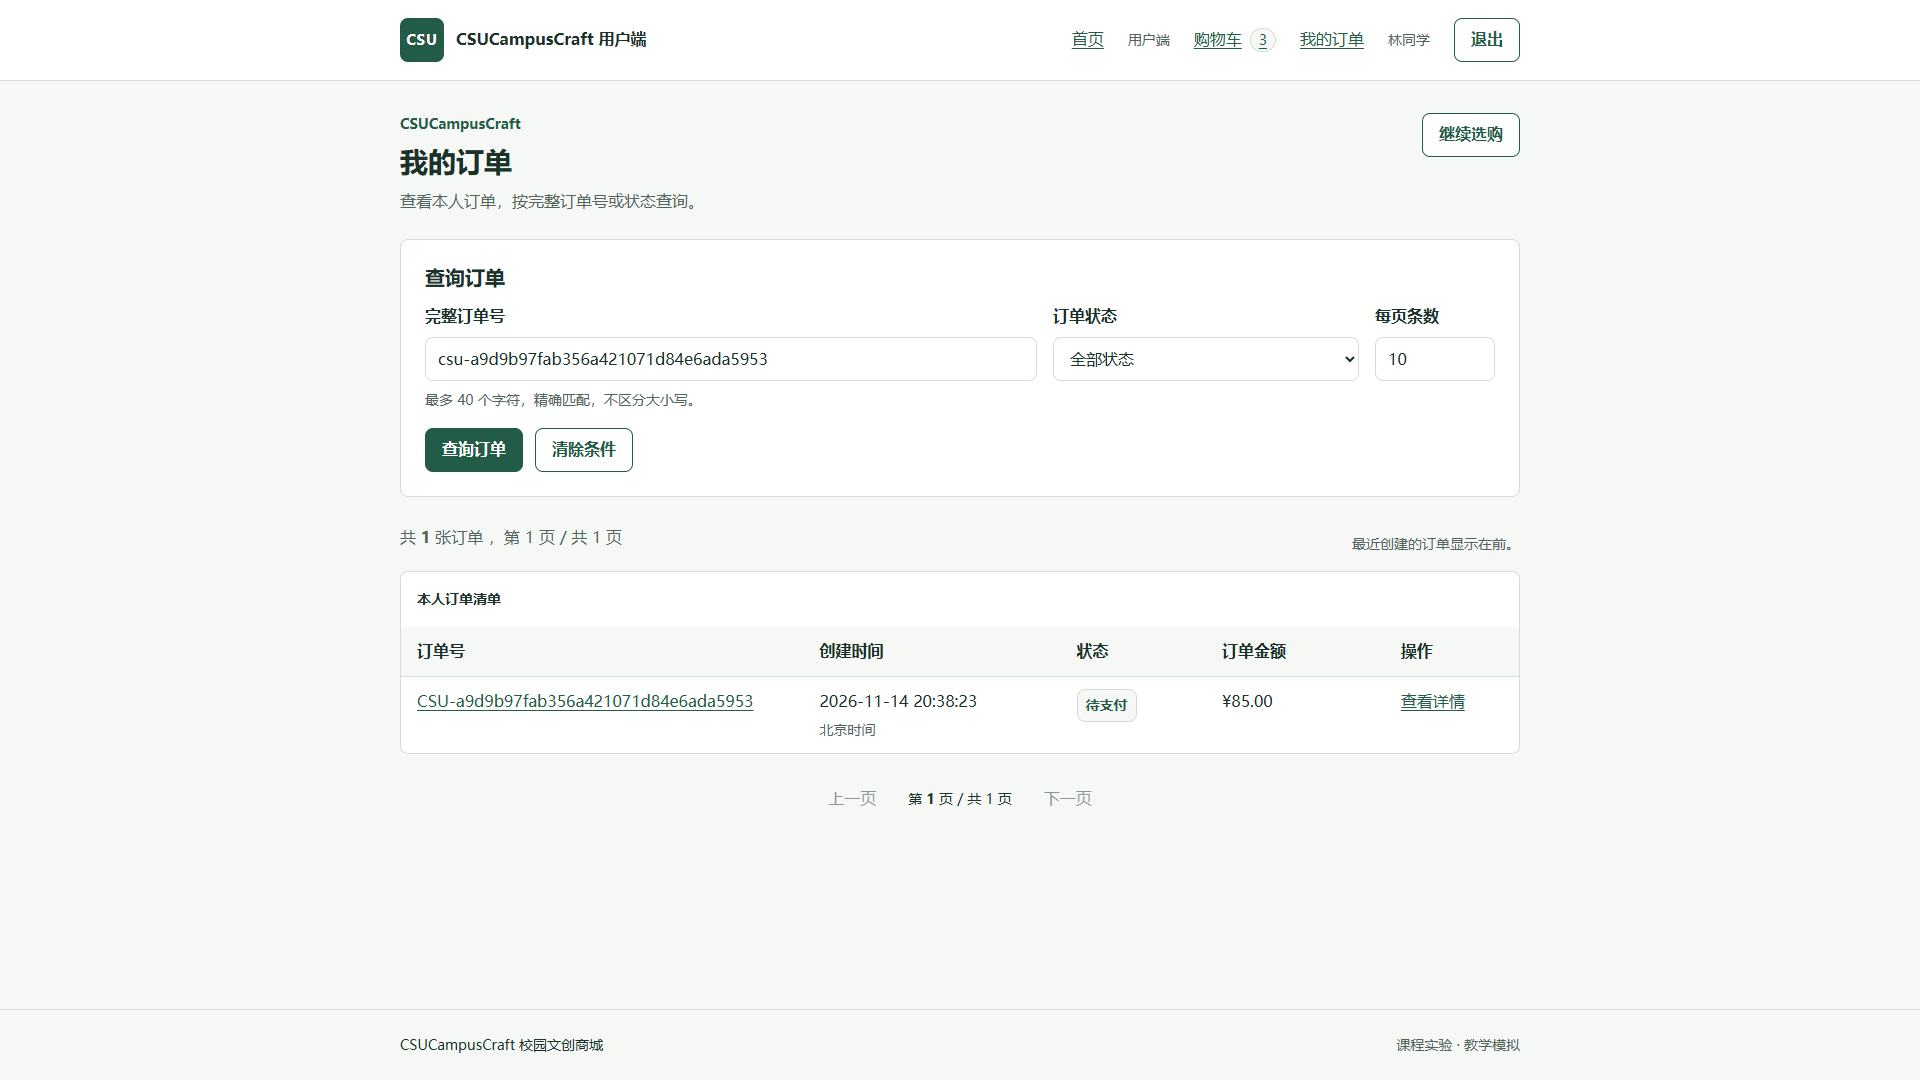 CSU CSUCampusCraft 用户端 首页 用户端 购物车 3 我的订单 林同学 退出
CSUCampusCraft
我的订单
继续选购
查看本人订单，按完整订单号或状态查询。
查询订单
完整订单号 订单状态 每页条数
csu-a9d9b97fab356a421071d84e6ada5953 全部状态 10
最多 40 个字符，精确匹配，不区分大小写。
查询订单 清除条件
共 1 张订单 ，第 1 页 / 共 1 页 最近创建的订单显示在前。
本人订单清单
订单号 创建时间 状态 订单金额 操作
CSU-a9d9b97fab356a421071d84e6ada5953 2026-11-14 20:38:23 待支付 ¥85.00 查看详情
北京时间
上一页 第 1 页 / 共 1 页 下一页
CSUCampusCraft 校园文创商城 课程实验 · 教学模拟